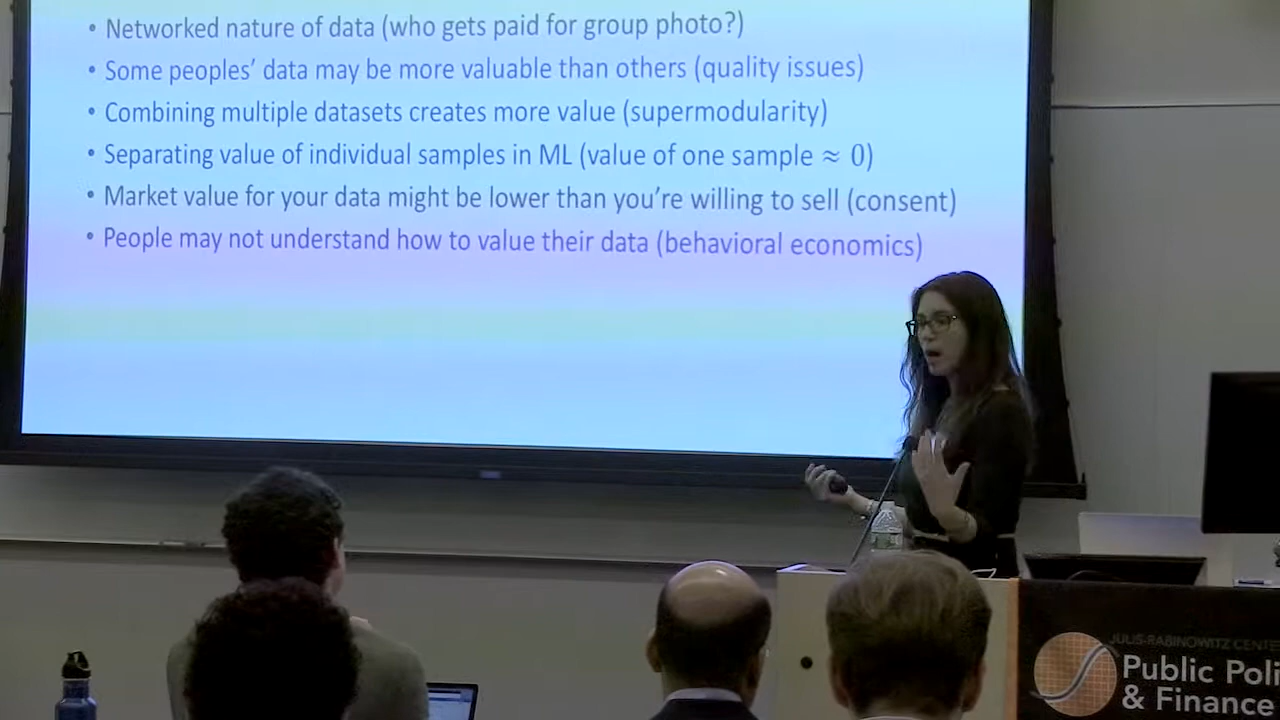 • Networked nature of data (who gets paid for group photo?)
• Some peoples’ data may be more valuable than others (quality issues)
• Combining multiple datasets creates more value (supermodularity)
• Separating value of individual samples in ML (value of one sample ≈ 0)
• Market value for your data might be lower than you’re willing to sell (consent)
• People may not understand how to value their data (behavioral economics)
JULIS-RABINOWITZ CENTE
Public Poli
& Finance